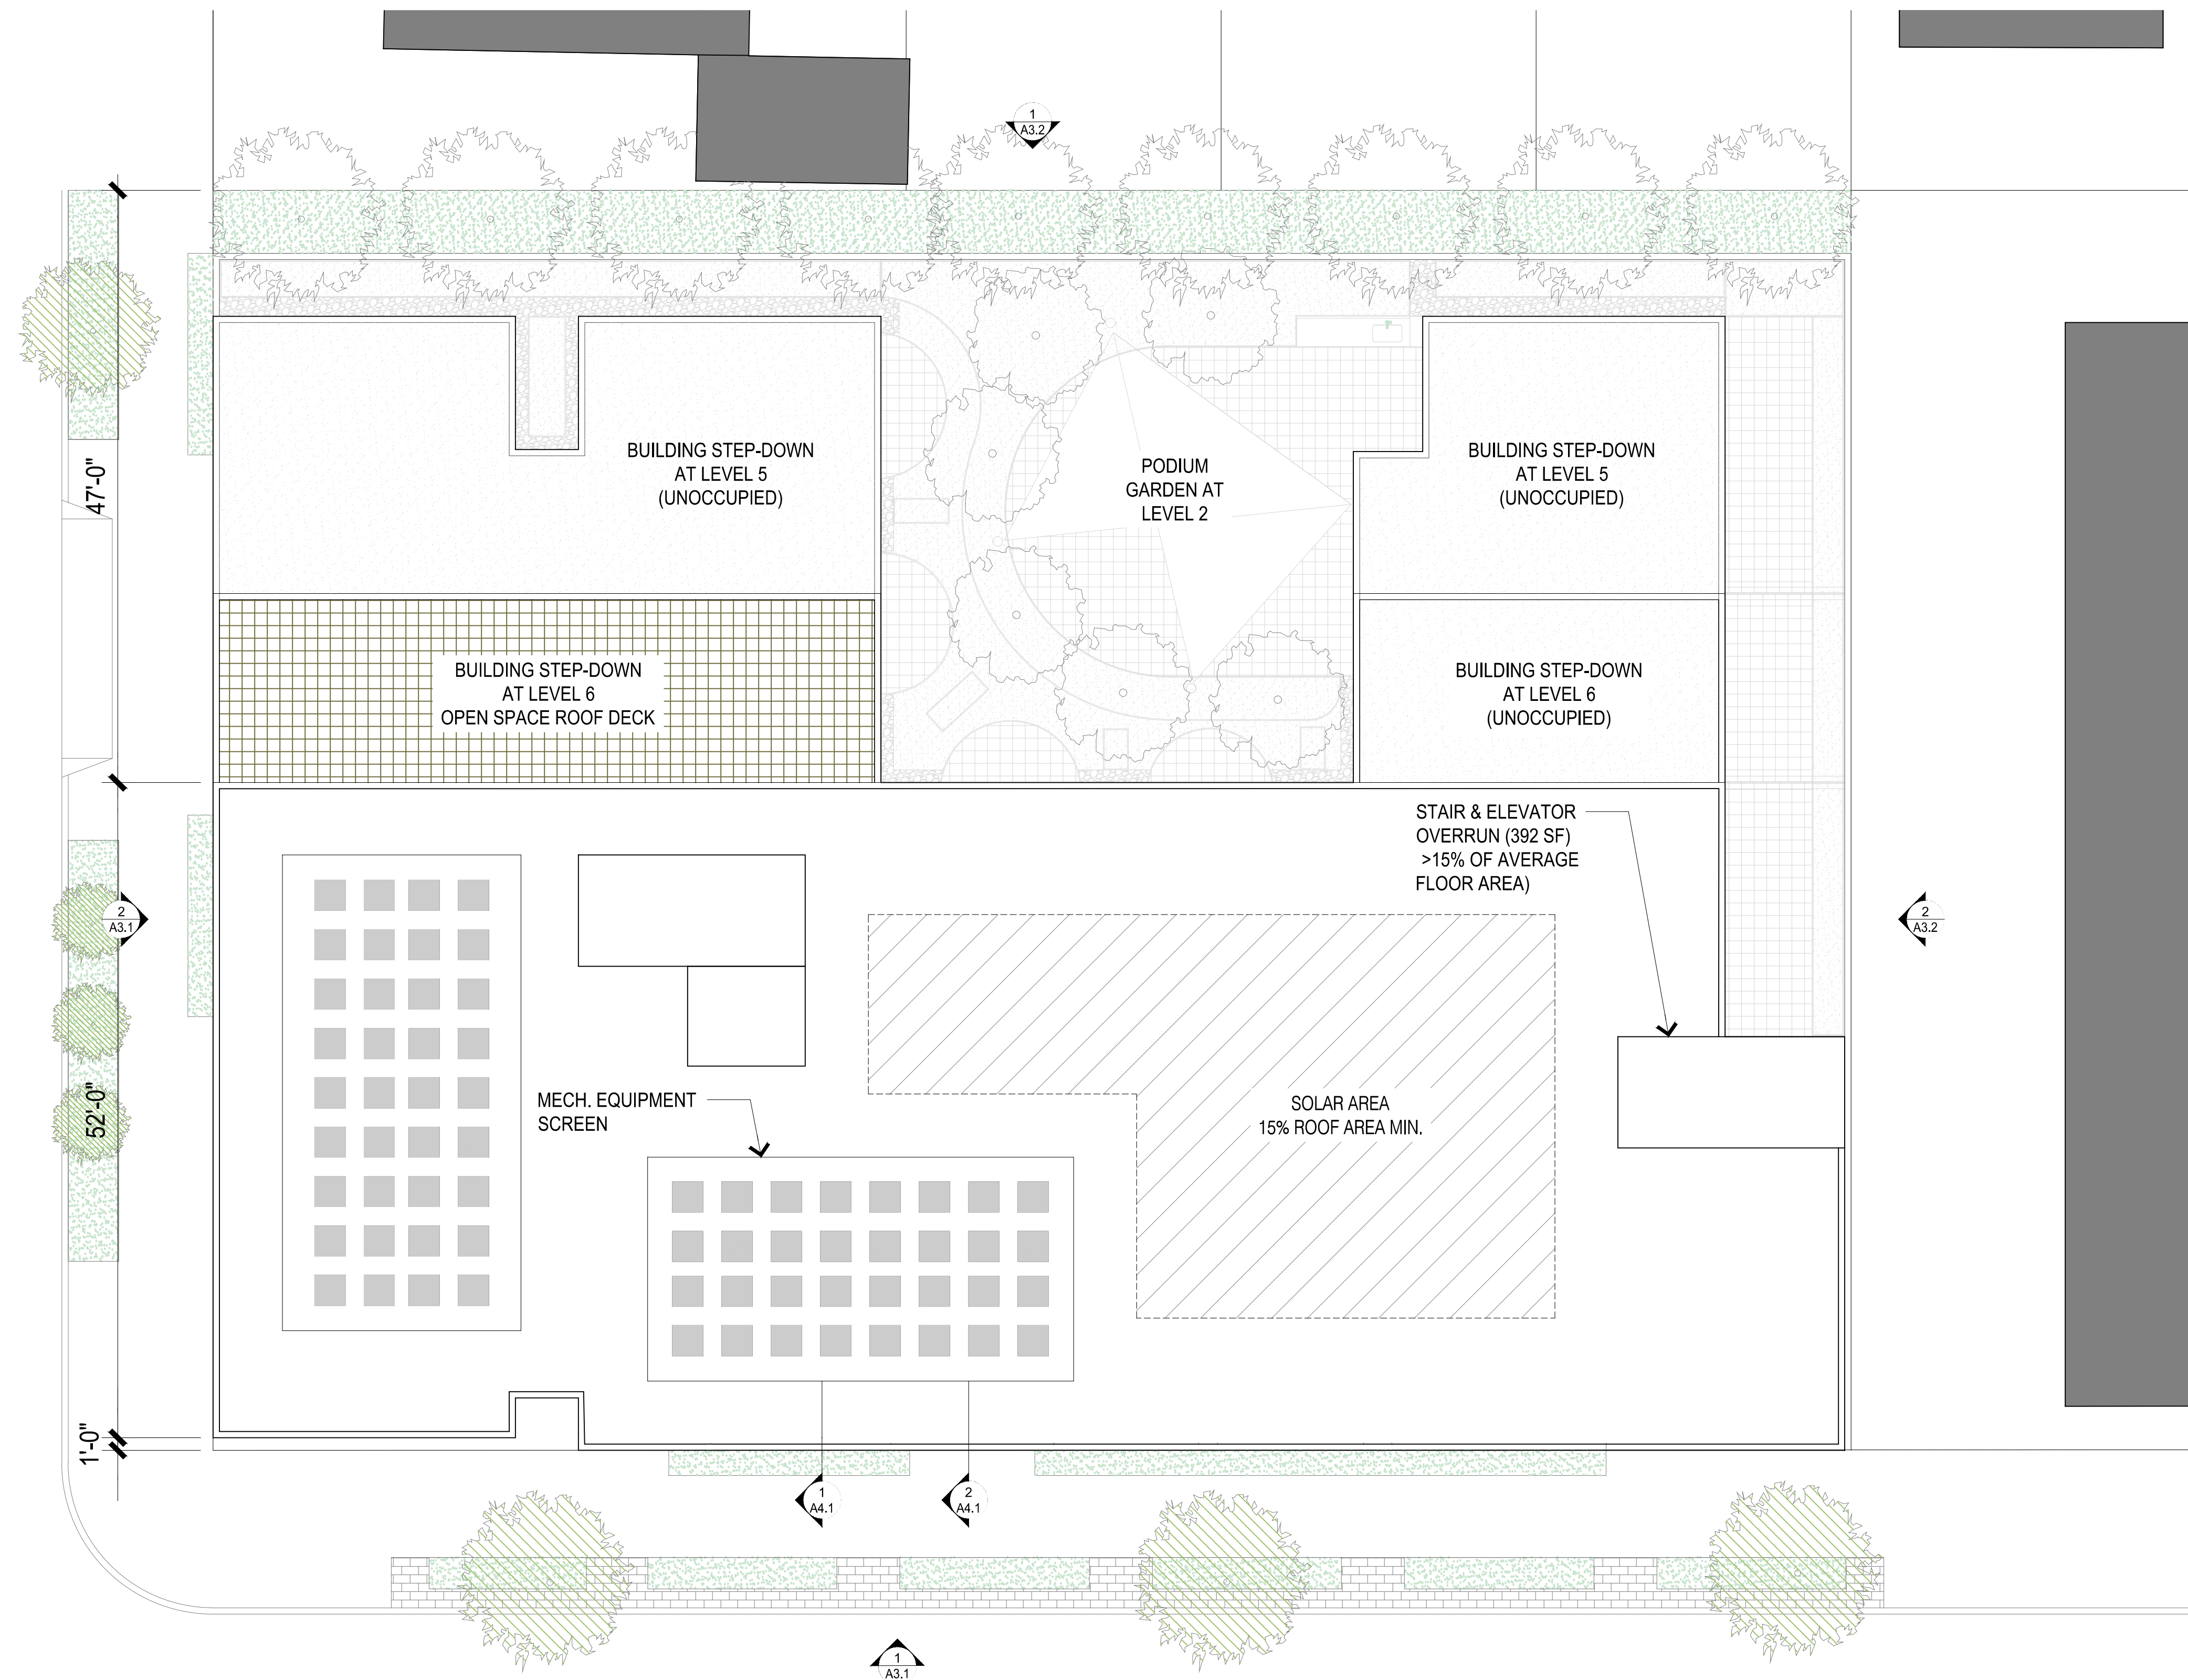 1
A3.2
47'-0"
BUILDING STEP-DOWN
AT LEVEL 5
(UNOCCUPIED)
PODIUM
GARDEN AT
LEVEL 2
BUILDING STEP-DOWN
AT LEVEL 5
(UNOCCUPIED)
BUILDING STEP-DOWN
AT LEVEL 6
OPEN SPACE ROOF DECK
BUILDING STEP-DOWN
AT LEVEL 6
(UNOCCUPIED)
STAIR & ELEVATOR
OVERRUN (392 SF)
>15% OF AVERAGE
FLOOR AREA)
2
A3.1
2
A3.2
52'-0"
MECH. EQUIPMENT
SCREEN
SOLAR AREA
15% ROOF AREA MIN.
1'-0"
1
A4.1
2
A4.1
1
A3.1